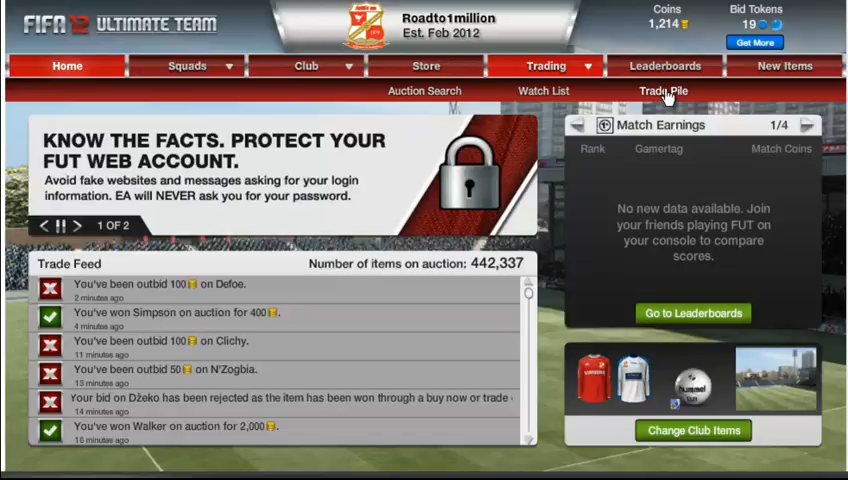 FIFA 12 ULTIMATE TEAM
Roadto1million
Est. Feb 2012
Coins
1,214
Bid Tokens
19
Get More
Home
Squads
Club
Store
Trading
Leaderboards
New Items
Auction Search
Watch List
Trade Pile
KNOW THE FACTS. PROTECT YOUR
FUT WEB ACCOUNT.
Avoid fake websites and messages asking for your login
information. EA will NEVER ask you for your password.
1 OF 2
Match Earnings
1/4
Rank
Gamertag
Match Coins
No new data available. Join
your friends playing FUT on
your console to compare
scores.
Go to Leaderboards
Trade Feed
Number of items on auction: 442,337
You've been outbid 100 on Defoe.
2 minutes ago
You've won Simpson on auction for 400.
4 minutes ago
You've been outbid 100 on Clichy.
11 minutes ago
You've been outbid 50 on N'Zogbia.
13 minutes ago
Your bid on Džeko has been rejected as the item has been won through a buy now or trade
14 minutes ago
You've won Walker on auction for 2,000.
16 minutes ago
hummel
Change Club Items